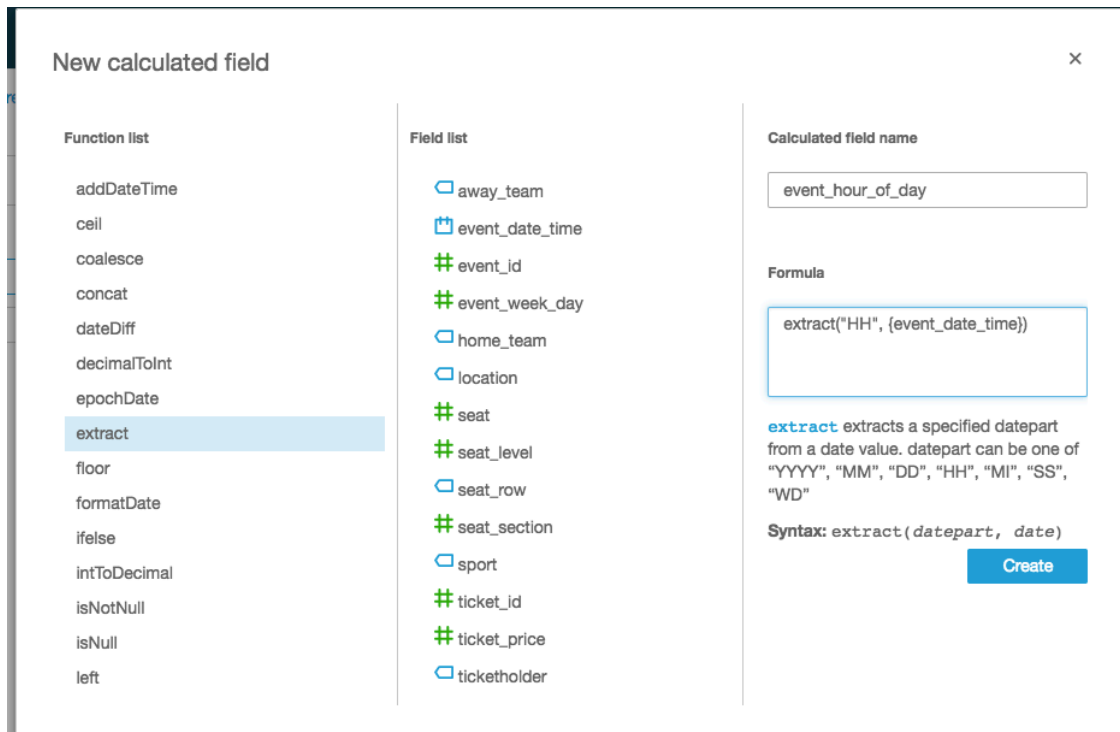 New calculated field
×
re
Function list
addDateTime
ceil
coalesce
concat
dateDiff
decimalToInt
epochDate
extract
floor
formatDate
ifelse
intToDecimal
isNotNull
isNull
left
Field list
away_team
event_date_time
event_id
event_week_day
home_team
location
seat
seat_level
seat_row
seat_section
sport
ticket_id
ticket_price
ticketholder
Calculated field name
event_hour_of_day
Formula
extract("HH", {event_date_time})
extract extracts a specified datepart
from a date value. datepart can be one of
“YYYY”, “MM”, “DD”, “HH”, “MI”, “SS”,
“WD”
Syntax: extract(datepart, date)
Create